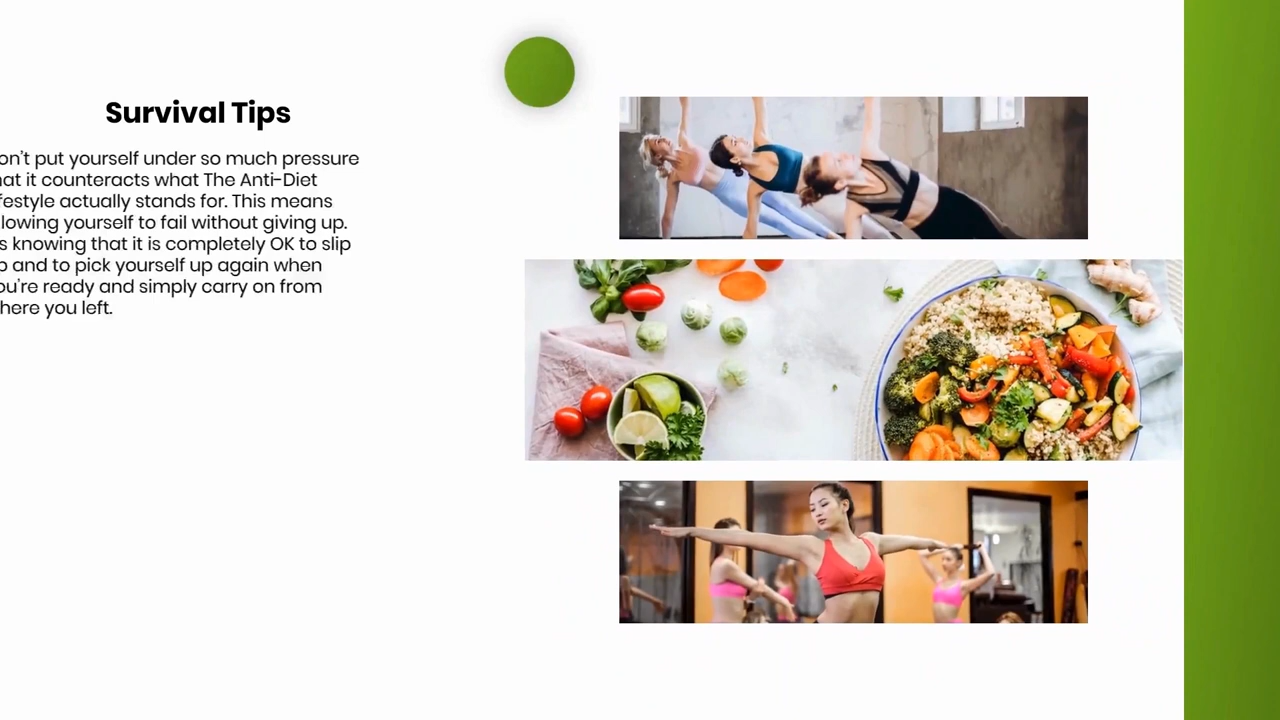 Survival Tips
on't put yourself under so much pressure
hat it counteracts what The Anti-Diet
festyle actually stands for. This means
lowing yourself to fail without giving up.
s knowing that it is completely OK to slip
p and to pick yourself up again when
ou're ready and simply carry on from
here you left.